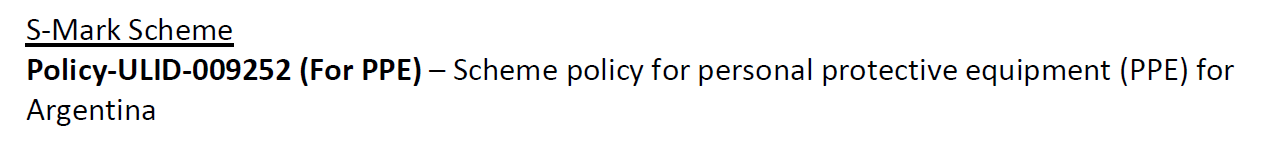 S-Mark Scheme
Policy-ULID-009252 (For PPE) – Scheme policy for personal protective equipment (PPE) for
Argentina